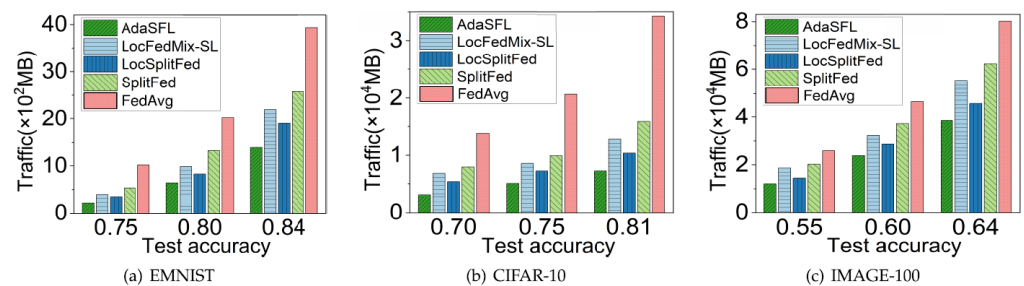 Traffic(×10²MB)
50
40
30
20
10
0
AdaSFL
LocFedMix-SL
LocSplitFed
SplitFed
FedAvg
0.75 0.80 0.84
Test accuracy
(a) EMNIST
Traffic(×10⁴MB)
3
2
1
0
AdaSFL
LocFedMix-SL
LocSplitFed
SplitFed
FedAvg
0.70 0.75 0.81
Test accuracy
(b) CIFAR-10
Traffic(×10⁴MB)
8
6
4
2
0
AdaSFL
LocFedMix-SL
LocSplitFed
SplitFed
FedAvg
0.55 0.60 0.64
Test accuracy
(c) IMAGE-100